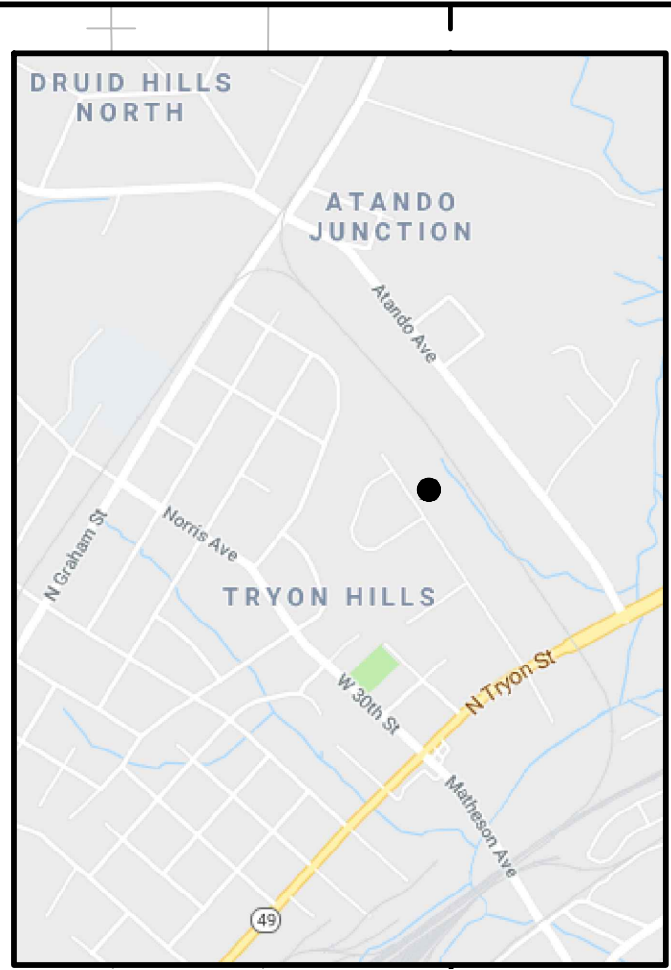 DRUID HILLS
NORTH
ATANDO
JUNCTION
Atando Ave
Norris Ave
N Graham St
TRYON HILLS
W 30th St
N Tryon St
Matheson Ave
49